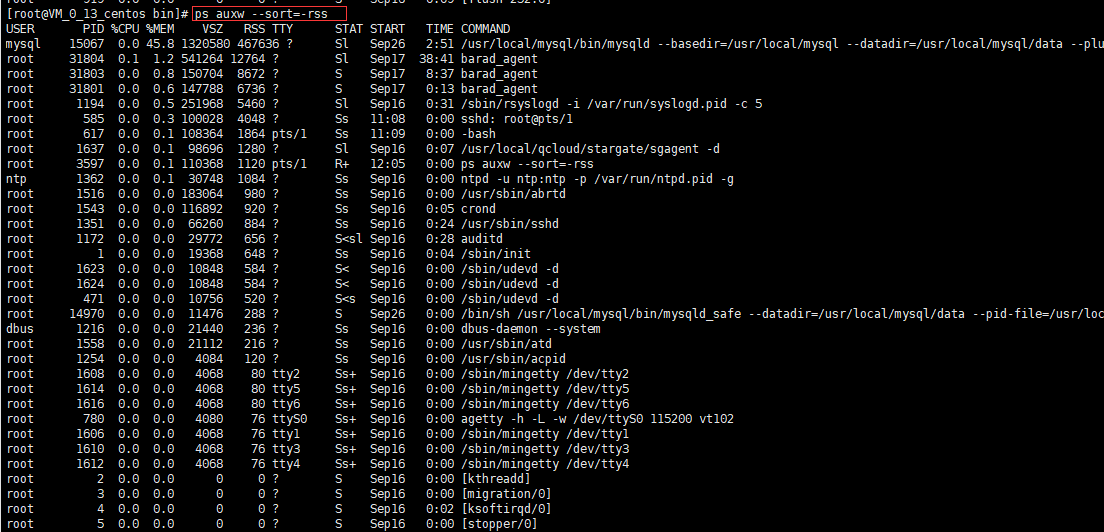 root 919 0.0 0.0 0 0 ? S Sep16 0:09 [flush-252:0]
[root@VM_0_13_centos bin]# ps auxw --sort=-rss
USER PID %CPU %MEM VSZ RSS TTY STAT START TIME COMMAND
mysql 15067 0.0 45.8 1320580 467636 ? Sl Sep26 2:51 /usr/local/mysql/bin/mysqld --basedir=/usr/local/mysql --datadir=/usr/local/mysql/data --plu
root 31804 0.1 1.2 541264 12764 ? Sl Sep17 38:41 barad_agent
root 31803 0.0 0.8 150704 8672 ? S Sep17 8:37 barad_agent
root 31801 0.0 0.6 147788 6736 ? S Sep17 0:13 barad_agent
root 1194 0.0 0.5 251968 5460 ? Sl Sep16 0:31 /sbin/rsyslogd -i /var/run/syslogd.pid -c 5
root 585 0.0 0.3 100028 4048 ? Ss 11:08 0:00 sshd: root@pts/1
root 617 0.0 0.1 108364 1864 pts/1 Ss 11:09 0:00 -bash
root 1637 0.0 0.1 98696 1280 ? Sl Sep16 0:07 /usr/local/qcloud/stargate/sgagent -d
root 3597 0.0 0.1 110368 1120 pts/1 R+ 12:05 0:00 ps auxw --sort=-rss
ntp 1362 0.0 0.1 30748 1084 ? Ss Sep16 0:00 ntpd -u ntp:ntp -p /var/run/ntpd.pid -g
root 1516 0.0 0.0 183064 980 ? Ss Sep16 0:00 /usr/sbin/abrtd
root 1543 0.0 0.0 116892 920 ? Ss Sep16 0:05 crond
root 1351 0.0 0.0 66260 884 ? Ss Sep16 0:24 /usr/sbin/sshd
root 1172 0.0 0.0 29772 656 ? S<sl Sep16 0:28 auditd
root 1 0.0 0.0 19368 648 ? Ss Sep16 0:04 /sbin/init
root 1623 0.0 0.0 10848 584 ? S< Sep16 0:00 /sbin/udevd -d
root 1624 0.0 0.0 10848 584 ? S< Sep16 0:00 /sbin/udevd -d
root 471 0.0 0.0 10756 520 ? S<s Sep16 0:00 /sbin/udevd -d
root 14970 0.0 0.0 11476 288 ? S Sep26 0:00 /bin/sh /usr/local/mysql/bin/mysqld_safe --datadir=/usr/local/mysql/data --pid-file=/usr/loc
dbus 1216 0.0 0.0 21440 236 ? Ss Sep16 0:00 dbus-daemon --system
root 1558 0.0 0.0 21112 216 ? Ss Sep16 0:00 /usr/sbin/atd
root 1254 0.0 0.0 4084 120 ? Ss Sep16 0:00 /usr/sbin/acpid
root 1608 0.0 0.0 4068 80 tty2 Ss+ Sep16 0:00 /sbin/mingetty /dev/tty2
root 1614 0.0 0.0 4068 80 tty5 Ss+ Sep16 0:00 /sbin/mingetty /dev/tty5
root 1616 0.0 0.0 4068 80 tty6 Ss+ Sep16 0:00 /sbin/mingetty /dev/tty6
root 780 0.0 0.0 4080 76 ttyS0 Ss+ Sep16 0:00 agetty -h -L -w /dev/ttyS0 115200 vt102
root 1606 0.0 0.0 4068 76 tty1 Ss+ Sep16 0:00 /sbin/mingetty /dev/tty1
root 1610 0.0 0.0 4068 76 tty3 Ss+ Sep16 0:00 /sbin/mingetty /dev/tty3
root 1612 0.0 0.0 4068 76 tty4 Ss+ Sep16 0:00 /sbin/mingetty /dev/tty4
root 2 0.0 0.0 0 0 ? S Sep16 0:00 [kthreadd]
root 3 0.0 0.0 0 0 ? S Sep16 0:00 [migration/0]
root 4 0.0 0.0 0 0 ? S Sep16 0:02 [ksoftirqd/0]
root 5 0.0 0.0 0 0 ? S Sep16 0:00 [stopper/0]